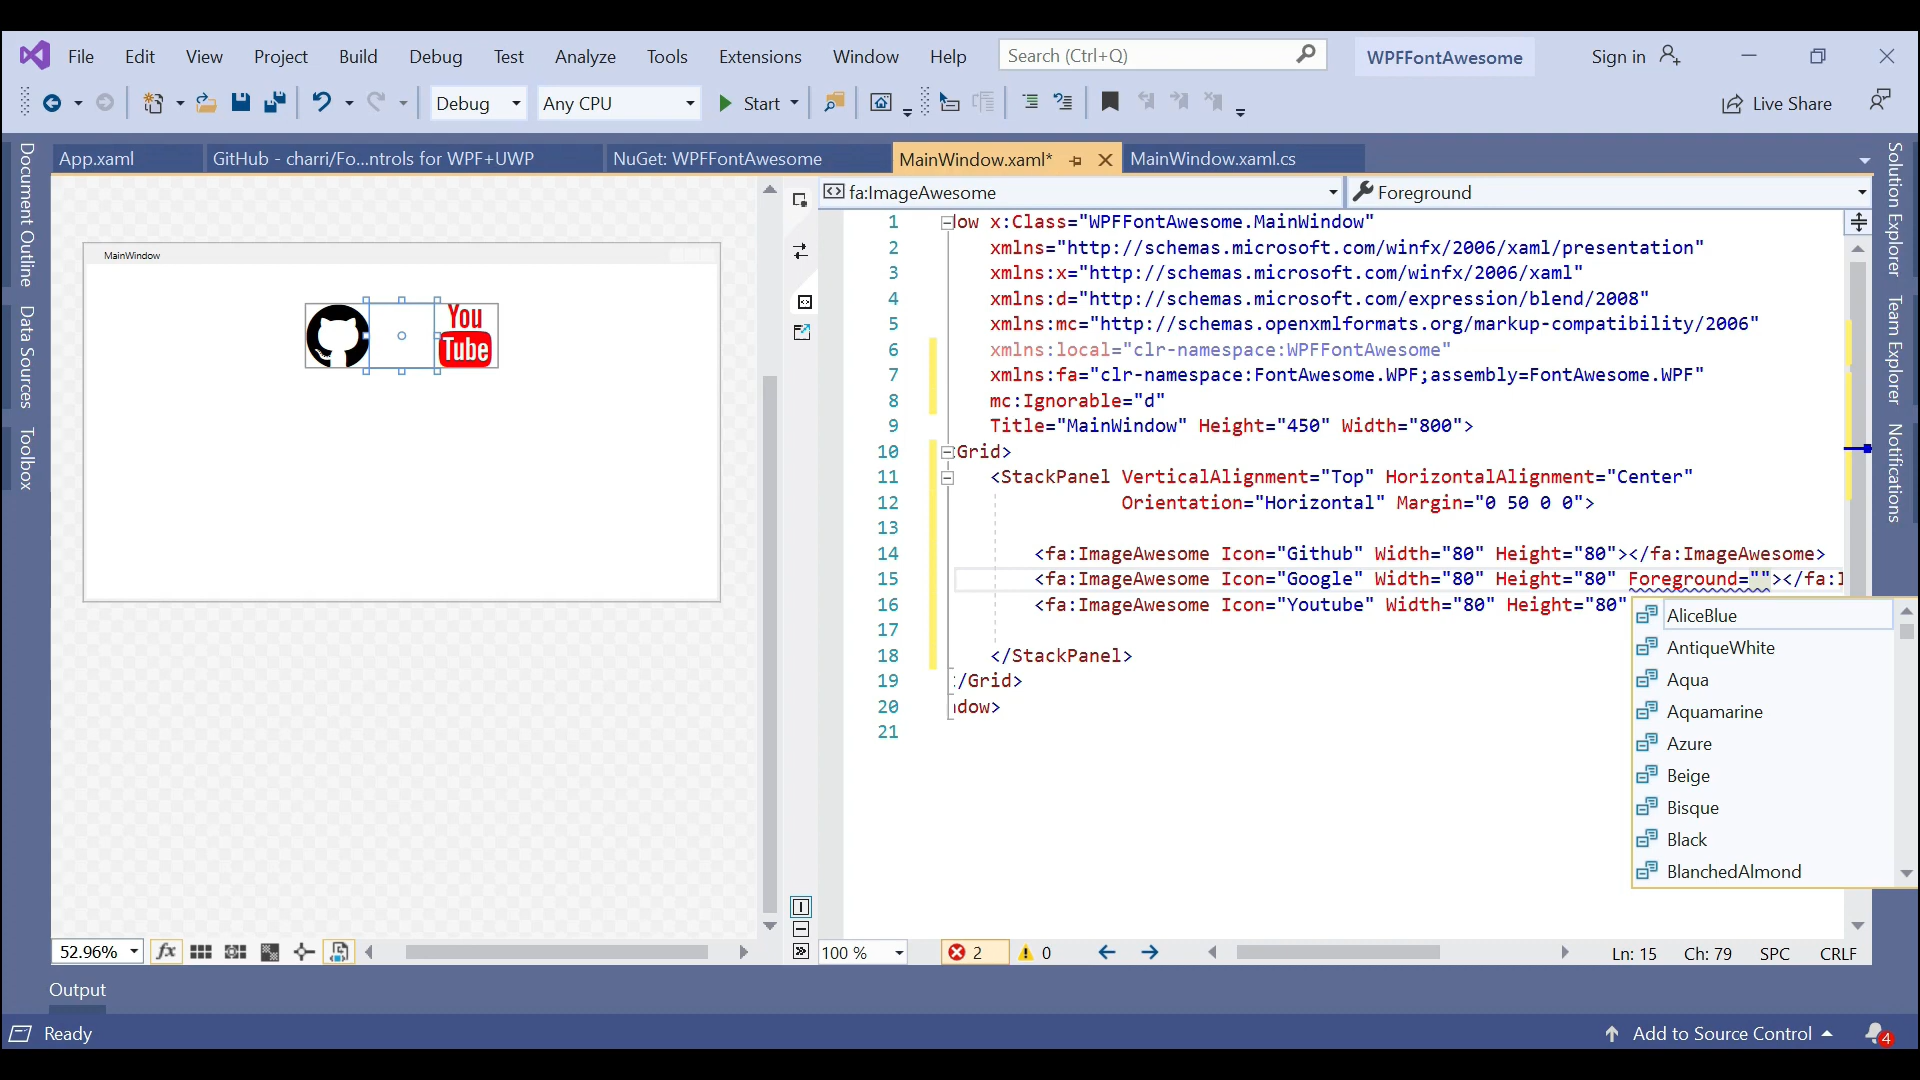 File Edit View Project Build Debug Test Analyze Tools Extensions Window Help Search (Ctrl+Q) WPFFontAwesome Sign in
Debug Any CPU Start Live Share
App.xaml GitHub - charri/Fo...ntrols for WPF+UWP NuGet: WPFFontAwesome MainWindow.xaml* MainWindow.xaml.cs
Document Outline
Data Sources
Toolbox
MainWindow
You
Tube
fa:ImageAwesome Foreground
1 low x:Class="WPFFontAwesome.MainWindow"
2 xmlns="http://schemas.microsoft.com/winfx/2006/xaml/presentation"
3 xmlns:x="http://schemas.microsoft.com/winfx/2006/xaml"
4 xmlns:d="http://schemas.microsoft.com/expression/blend/2008"
5 xmlns:mc="http://schemas.openxmlformats.org/markup-compatibility/2006"
6 xmlns:local="clr-namespace:WPFFontAwesome"
7 xmlns:fa="clr-namespace:FontAwesome.WPF;assembly=FontAwesome.WPF"
8 mc:Ignorable="d"
9 Title="MainWindow" Height="450" Width="800">
10 Grid>
11 <StackPanel VerticalAlignment="Top" HorizontalAlignment="Center"
12 Orientation="Horizontal" Margin="0 50 0 0">
13
14 <fa:ImageAwesome Icon="Github" Width="80" Height="80"></fa:ImageAwesome>
15 <fa:ImageAwesome Icon="Google" Width="80" Height="80" Foreground=""></fa:I
16 <fa:ImageAwesome Icon="Youtube" Width="80" Height="80"
17
18 </StackPanel>
19 /Grid>
20 dow>
21
AliceBlue
AntiqueWhite
Aqua
Aquamarine
Azure
Beige
Bisque
Black
BlanchedAlmond
Solution Explorer
Team Explorer
Notifications
52.96% fx 100 % 2 0 Ln: 15 Ch: 79 SPC CRLF
Output
Ready Add to Source Control 4